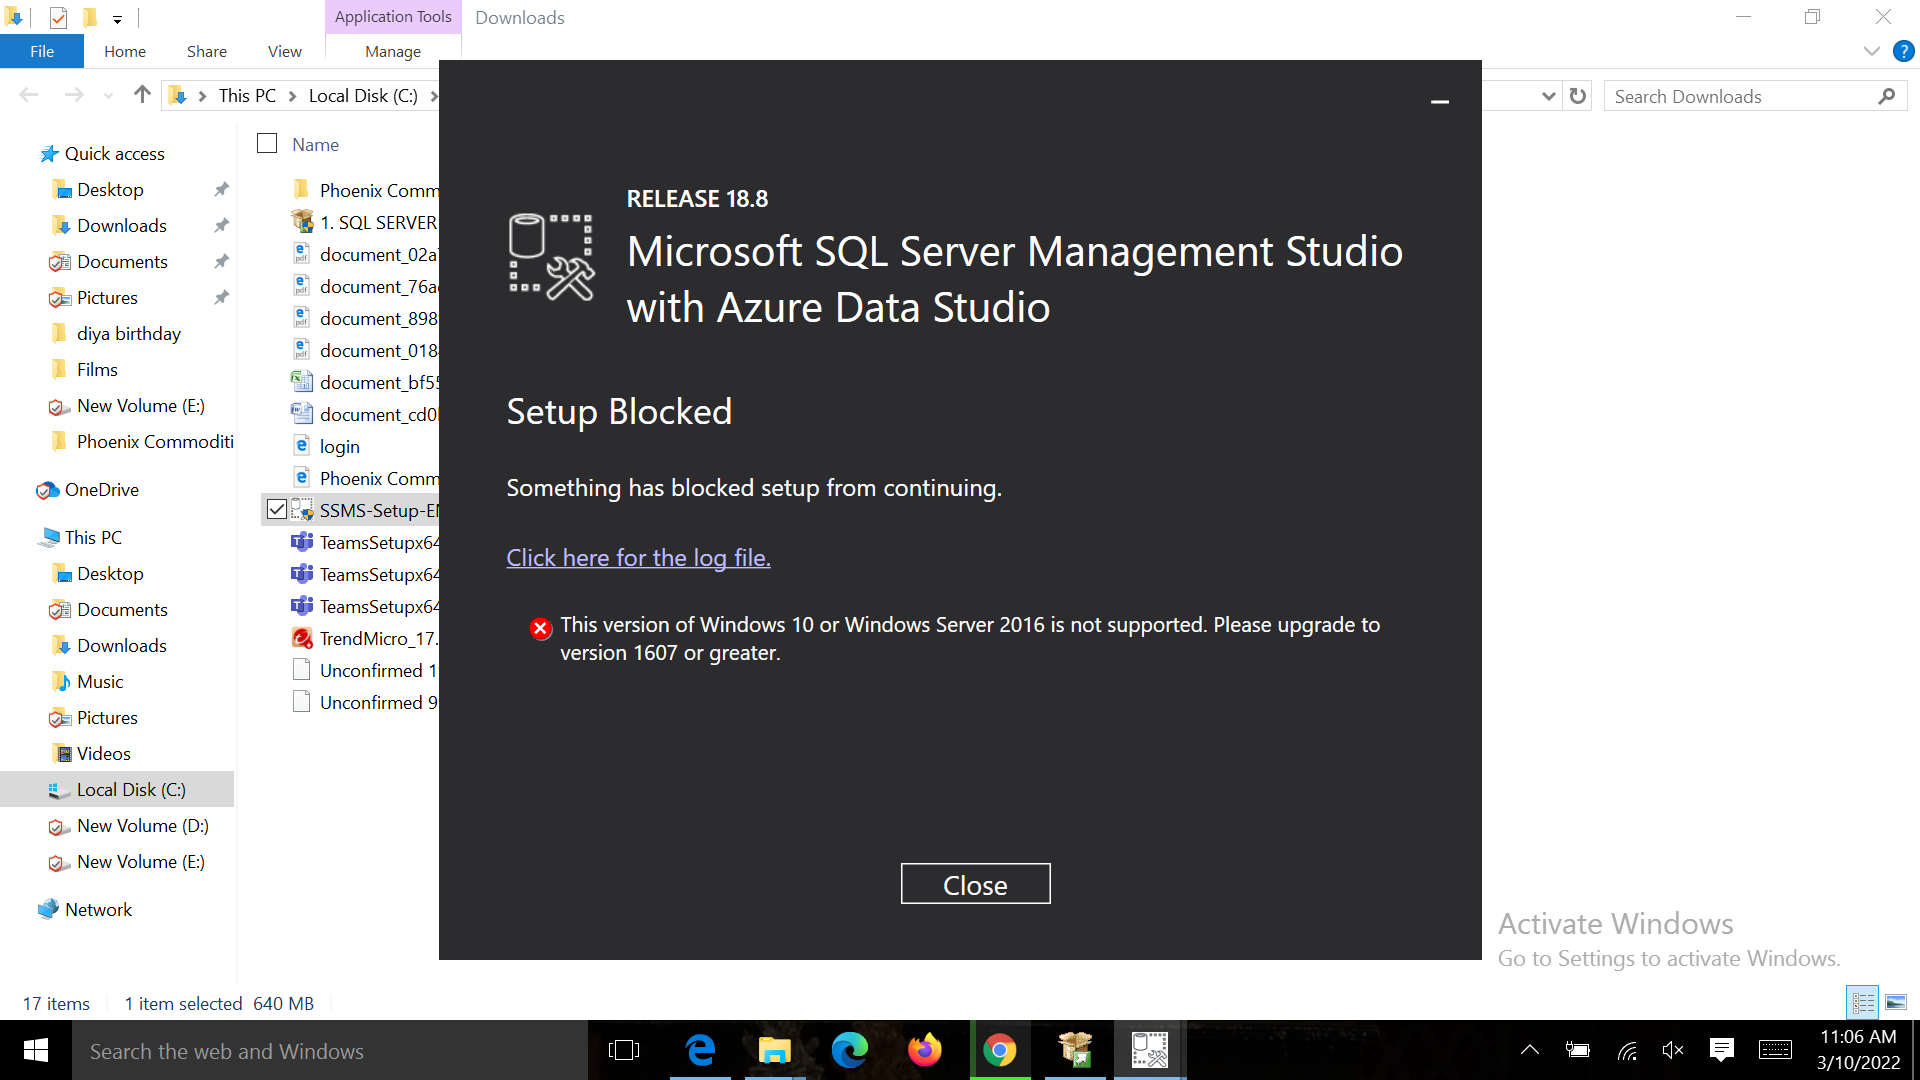 Application Tools
Downloads
File
Home
Share
View
Manage
This PC
Local Disk (C:)
Search Downloads
Name
Quick access
Desktop
Downloads
Documents
Pictures
diya birthday
Films
New Volume (E:)
Phoenix Commoditi
OneDrive
This PC
Desktop
Documents
Downloads
Music
Pictures
Videos
Local Disk (C:)
New Volume (D:)
New Volume (E:)
Network
Phoenix Comm
1. SQL SERVER
document_02a
document_76a
document_898
document_018
document_bf55
document_cd0
login
Phoenix Comm
SSMS-Setup-E
TeamsSetupx64
TeamsSetupx64
TeamsSetupx64
TrendMicro_17.
Unconfirmed 1
Unconfirmed 9
RELEASE 18.8
Microsoft SQL Server Management Studio
with Azure Data Studio
Setup Blocked
Something has blocked setup from continuing.
Click here for the log file.
This version of Windows 10 or Windows Server 2016 is not supported. Please upgrade to
version 1607 or greater.
Close
Activate Windows
Go to Settings to activate Windows.
17 items
1 item selected 640 MB
Search the web and Windows
11:06 AM
3/10/2022